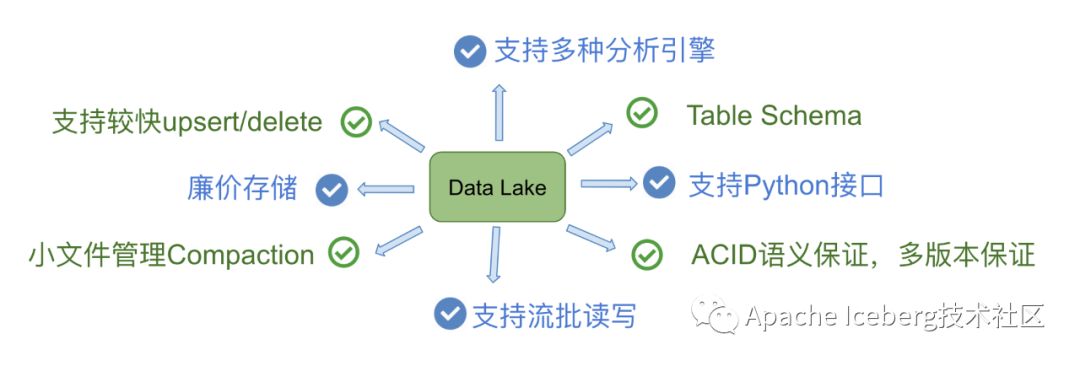 支持多种分析引擎
支持较快upsert/delete
Table Schema
Data Lake
廉价存储
支持Python接口
小文件管理Compaction
ACID语义保证，多版本保证
支持流批读写
Apache Iceberg技术社区